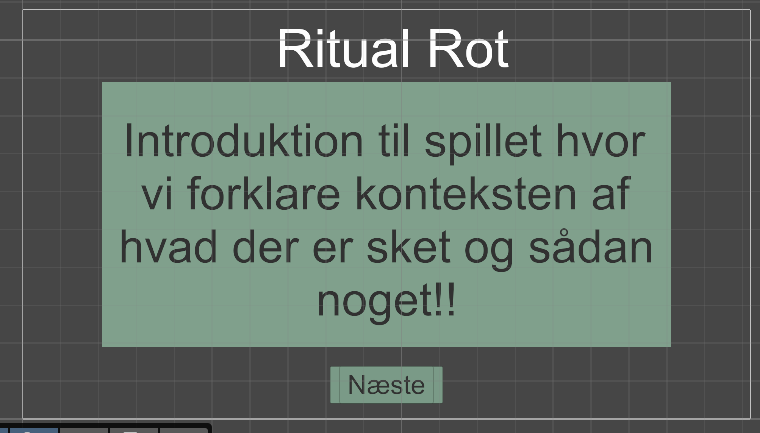 Ritual Rot
Introduktion til spillet hvor
vi forklare konteksten af
hvad der er sket og sådan
noget!!
Næste